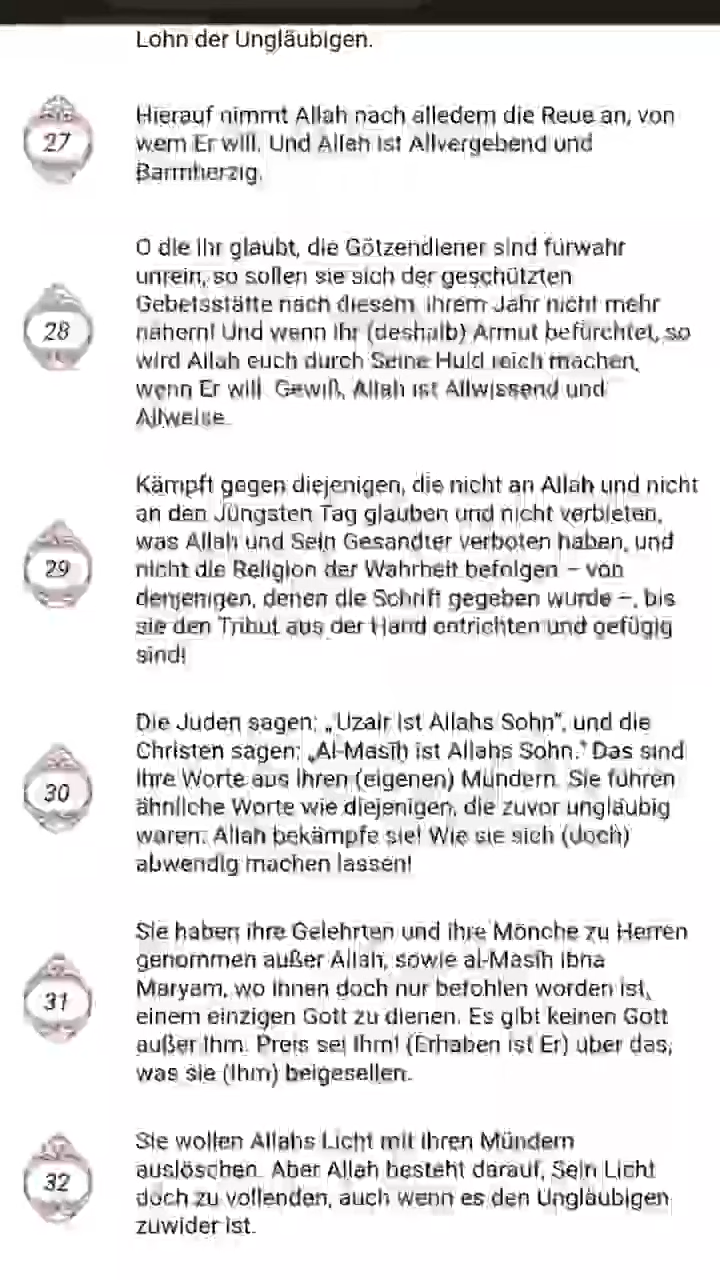 Lohn der Ungläubigen.
27
Hierauf nimmt Allah nach alledem die Reue an, von
wem Er will. Und Allah ist Allvergebend und
Barmherzig.
28
O die ihr glaubt, die Götzendiener sind fürwahr
unrein, so sollen sie sich der geschützten
Gebetsstätte nach diesem, ihrem Jahr nicht mehr
nähern! Und wenn ihr (deshalb) Armut befürchtet, so
wird Allah euch durch Seine Huld reich machen,
wenn Er will. Gewiß, Allah ist Allwissend und
Allweise.
29
Kämpft gegen diejenigen, die nicht an Allah und nicht
an den Jüngsten Tag glauben und nicht verbieten,
was Allah und Sein Gesandter verboten haben, und
nicht die Religion der Wahrheit befolgen – von
denjenigen, denen die Schrift gegeben wurde –, bis
sie den Tribut aus der Hand entrichten und gefügig
sind!
30
Die Juden sagen: „Uzair ist Allahs Sohn", und die
Christen sagen: „Al-Masīḥ ist Allahs Sohn." Das sind
ihre Worte aus ihren (eigenen) Mündern. Sie führen
ähnliche Worte wie diejenigen, die zuvor ungläubig
waren. Allah bekämpfe sie! Wie sie sich (doch)
abwendig machen lassen!
31
Sie haben ihre Gelehrten und ihre Mönche zu Herren
genommen außer Allah, sowie al-Masīḥ ibna
Maryam, wo ihnen doch nur befohlen worden ist,
einem einzigen Gott zu dienen. Es gibt keinen Gott
außer Ihm. Preis sei Ihm! (Erhaben ist Er) über das,
was sie (Ihm) beigesellen.
32
Sie wollen Allahs Licht mit ihren Mündern
auslöschen. Aber Allah besteht darauf, Sein Licht
doch zu vollenden, auch wenn es den Ungläubigen
zuwider ist.